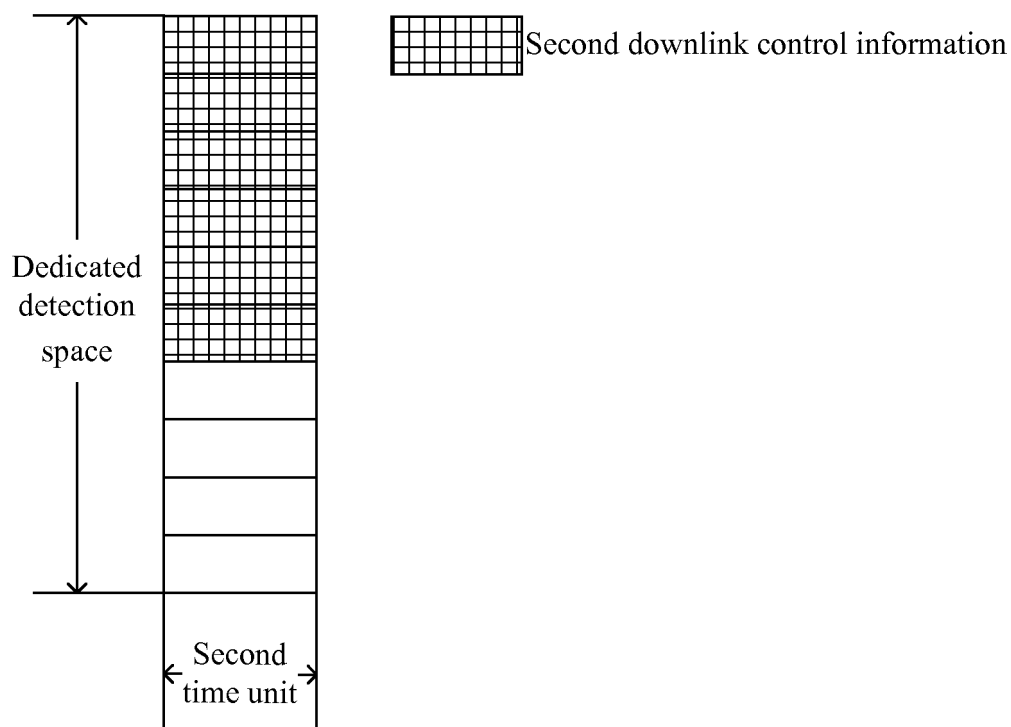 Second downlink control information
Dedicated
detection
space
Second
time unit